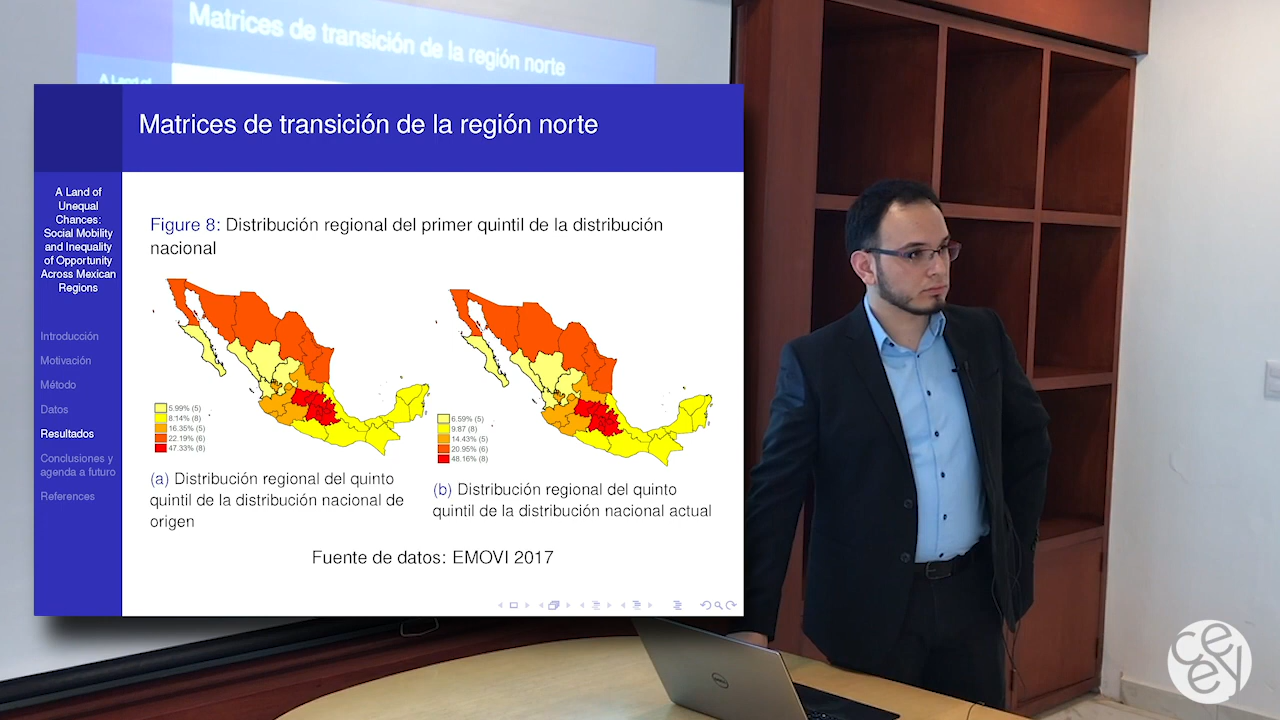 Matrices de transición de la región norte
A Land of
Matrices de transición de la región norte
A Land of
Unequal
Chances:
Social Mobility
and Inequality
of Opportunity
Across Mexican
Regions
Introducción
Motivación
Método
Datos
Resultados
Conclusiones y
agenda a futuro
References
Figure 8: Distribución regional del primer quintil de la distribución
nacional
5.99% (5)
8.14% (8)
16.35% (5)
22.19% (6)
47.33% (8)
(a) Distribución regional del quinto
quintil de la distribución nacional de
origen
6.59% (5)
9.87 (8)
14.43% (5)
20.95% (6)
48.16% (8)
(b) Distribución regional del quinto
quintil de la distribución nacional actual
Fuente de datos: EMOVI 2017
DELL
ceey